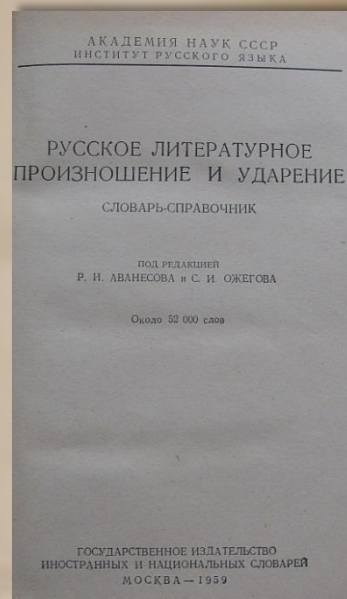 АКАДЕМИЯ НАУК СССР
ИНСТИТУТ РУССКОГО ЯЗЫКА
РУССКОЕ ЛИТЕРАТУРНОЕ
ПРОИЗНОШЕНИЕ И УДАРЕНИЕ
СЛОВАРЬ-СПРАВОЧНИК
ПОД РЕДАКЦИЕЙ
Р. И. АВАНЕСОВА и С. И. ОЖЕГОВА
Около 52 000 слов
ГОСУДАРСТВЕННОЕ ИЗДАТЕЛЬСТВО
ИНОСТРАННЫХ И НАЦИОНАЛЬНЫХ СЛОВАРЕЙ
МОСКВА — 1959